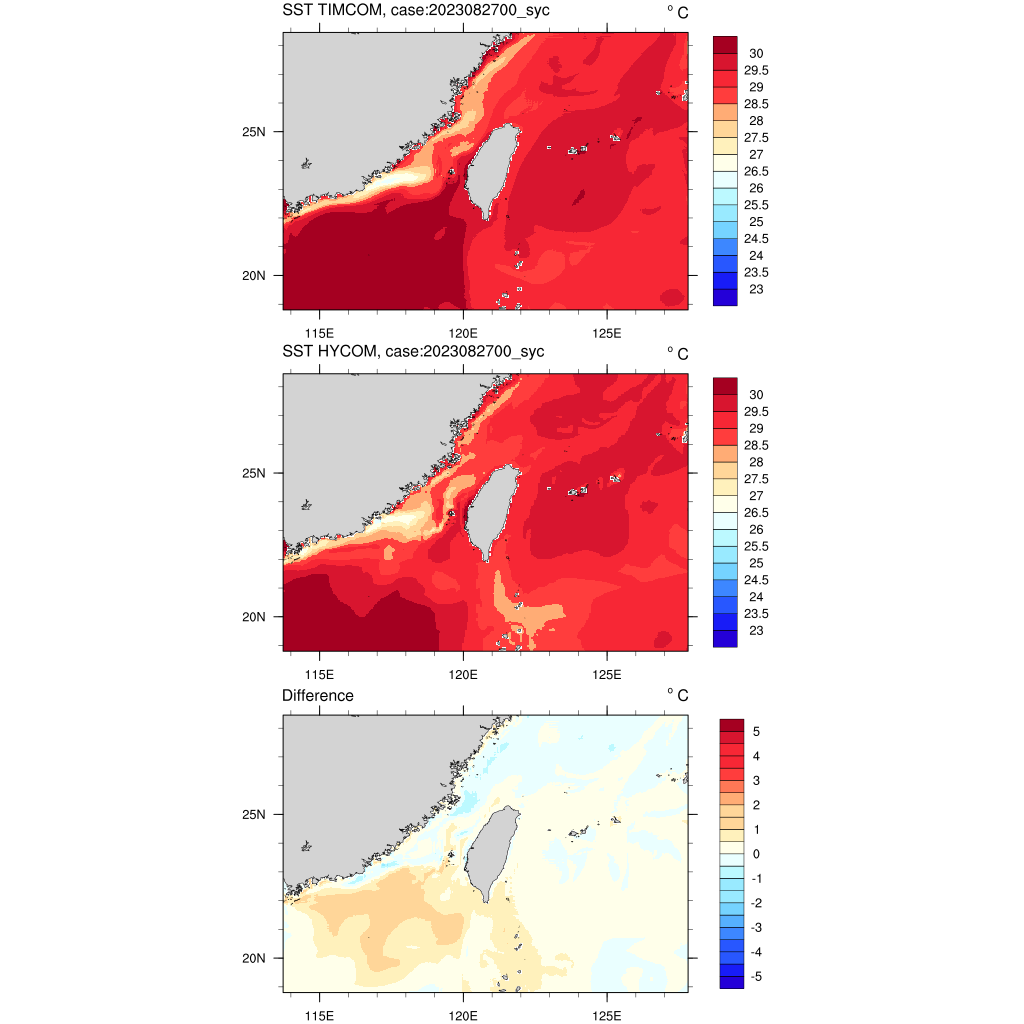 SST TIMCOM, case:2023082700_syc
° C
30
29.5
29
28.5
28
27.5
27
26.5
26
25.5
25
24.5
24
23.5
23
25N
20N
115E
120E
125E
SST HYCOM, case:2023082700_syc
° C
30
29.5
29
28.5
28
27.5
27
26.5
26
25.5
25
24.5
24
23.5
23
25N
20N
115E
120E
125E
Difference
° C
5
4
3
2
1
0
-1
-2
-3
-4
-5
25N
20N
115E
120E
125E